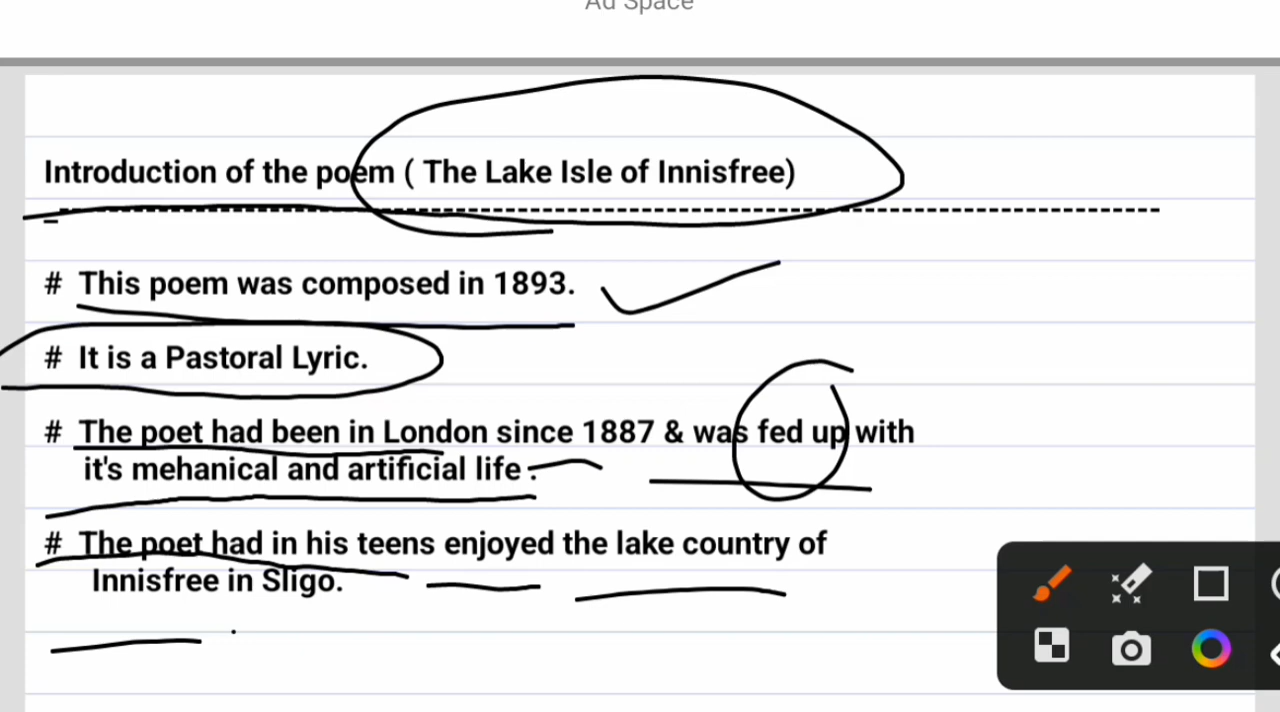 Ad Space
Introduction of the poem ( The Lake Isle of Innisfree)
# This poem was composed in 1893.
# It is a Pastoral Lyric.
# The poet had been in London since 1887 & was fed up with
it's mehanical and artificial life .
# The poet had in his teens enjoyed the lake country of
Innisfree in Sligo.